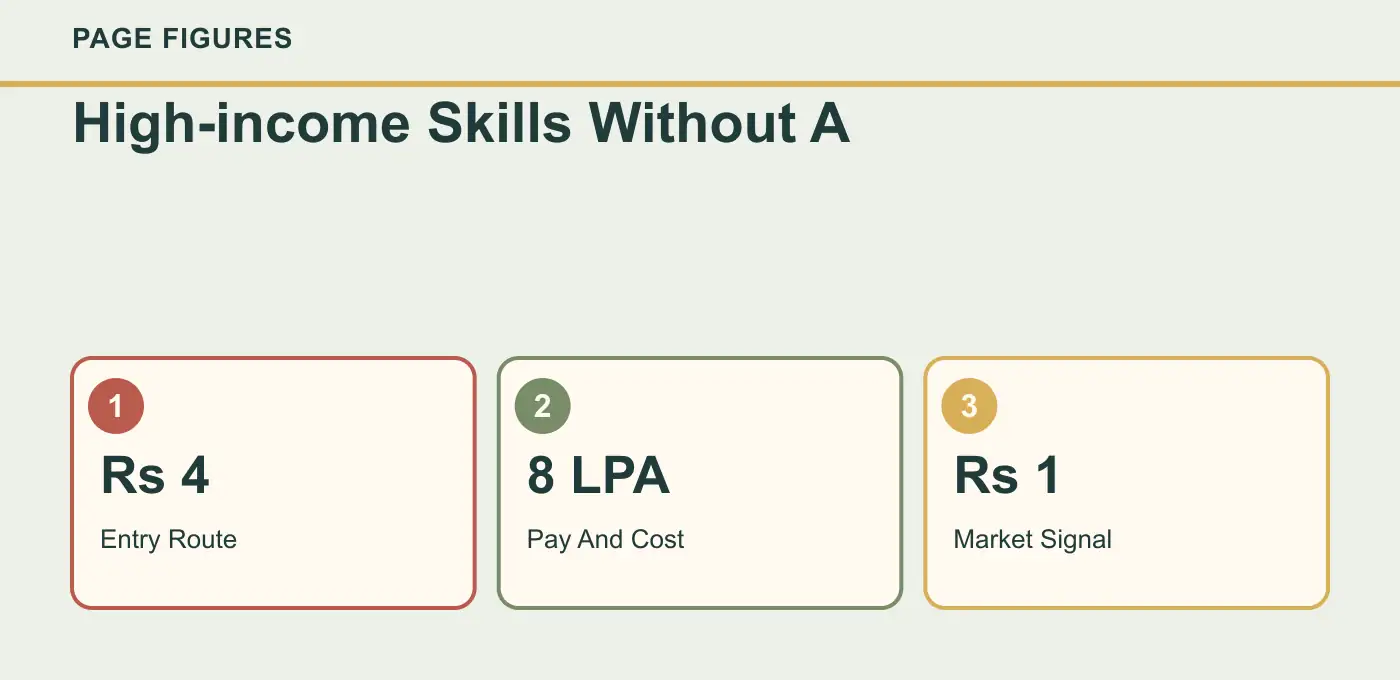 PAGE FIGURES
High-income Skills Without A
1
Rs 4
Entry Route
2
8 LPA
Pay And Cost
3
Rs 1
Market Signal